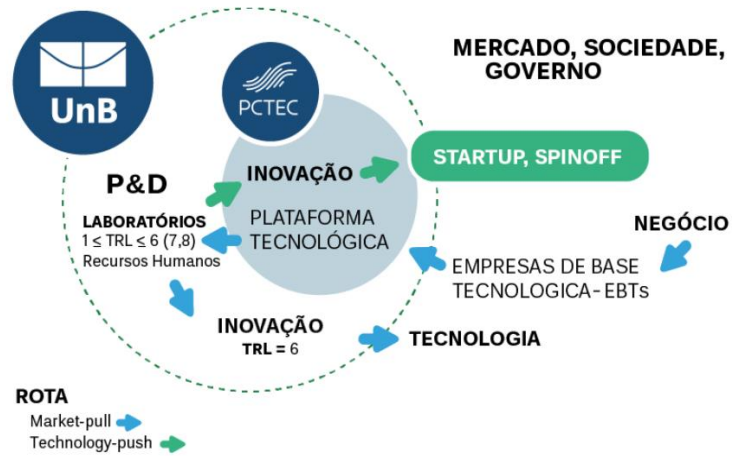 UnB
PCTEC
MERCADO, SOCIEDADE,
GOVERNO
STARTUP, SPINOFF
INOVAÇÃO
P&D
LABORATÓRIOS
1 ≤ TRL ≤ 6 (7,8)
Recursos Humanos
PLATAFORMA
TECNOLÓGICA
NEGÓCIO
EMPRESAS DE BASE
TECNOLOGICA-EBTs
INOVAÇÃO
TRL = 6
TECNOLOGIA
ROTA
Market-pull
Technology-push